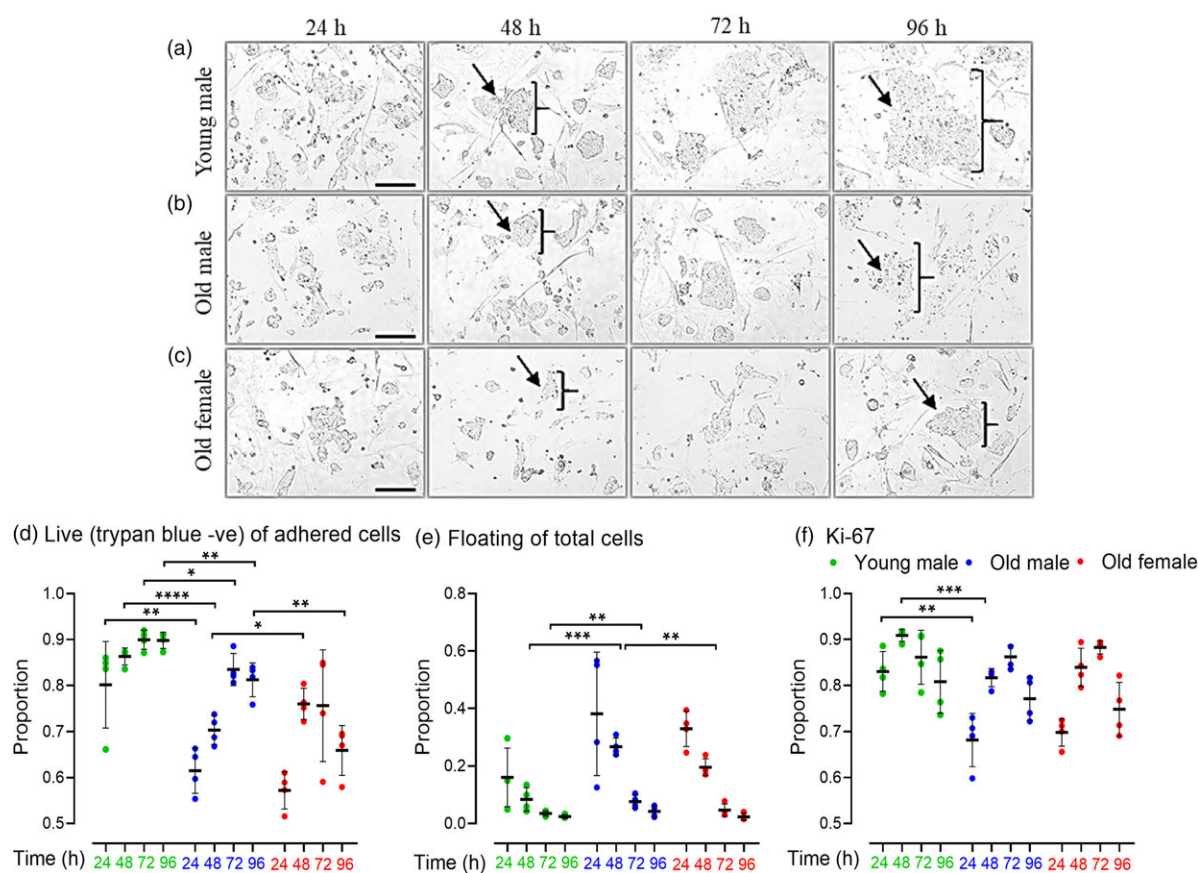 24 h 48 h 72 h 96 h
(a) Young male
(b) Old male
(c) Old female
(d) Live (trypan blue -ve) of adhered cells
** * **** ** ** *
Proportion
1.0
0.9
0.8
0.7
0.6
0.5
Time (h) 24 48 72 96 24 48 72 96 24 48 72 96
(e) Floating of total cells
** *** **
0.8
0.6
0.4
0.2
0.0
Time (h) 24 48 72 96 24 48 72 96 24 48 72 96
(f) Ki-67
Young male Old male Old female
*** **
Proportion
1.0
0.9
0.8
0.7
0.6
0.5
Time (h) 24 48 72 96 24 48 72 96 24 48 72 96